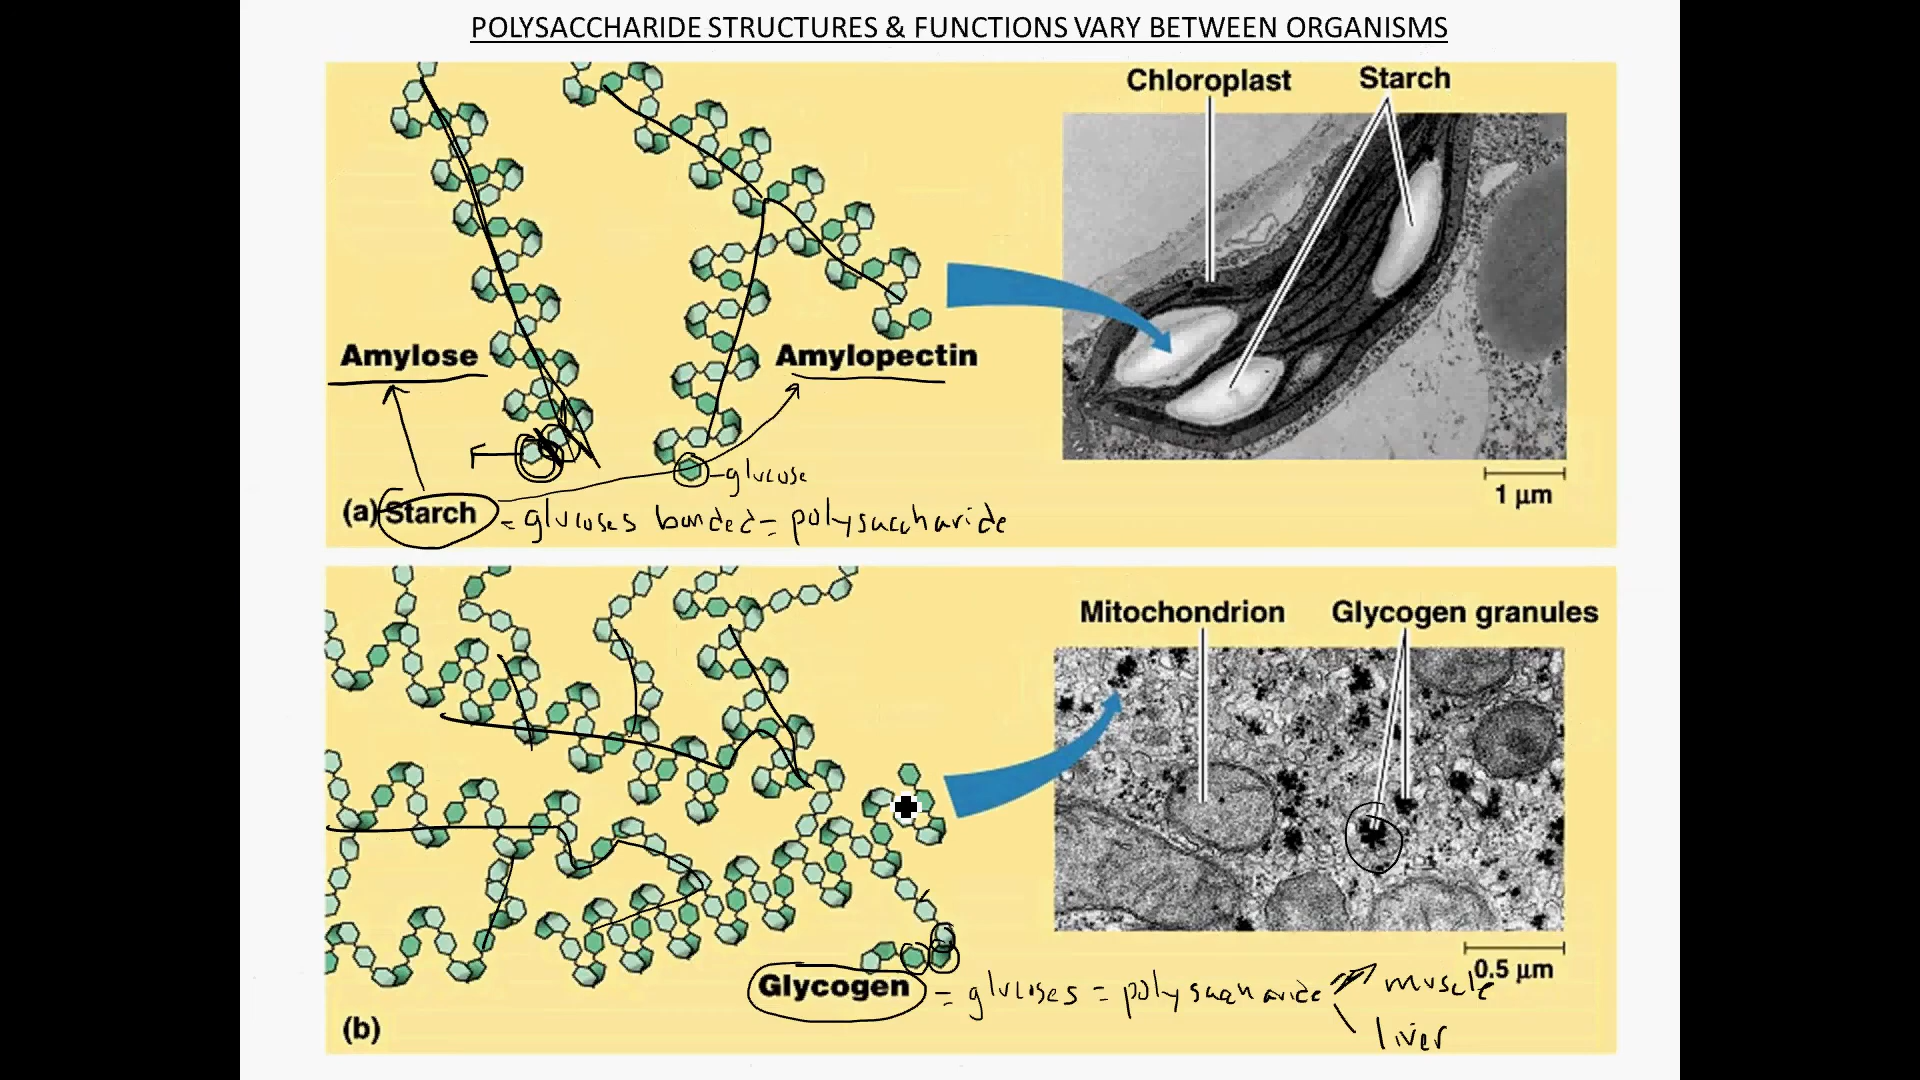 POLYSACCHARIDE STRUCTURES & FUNCTIONS VARY BETWEEN ORGANISMS
Chloroplast Starch
Amylose Amylopectin
glucose
1 µm
(a) Starch = glucoses bonded = polysaccharide
Mitochondrion Glycogen granules
0.5 µm
Glycogen = glucoses = polysaccharide muscle
liver
(b)